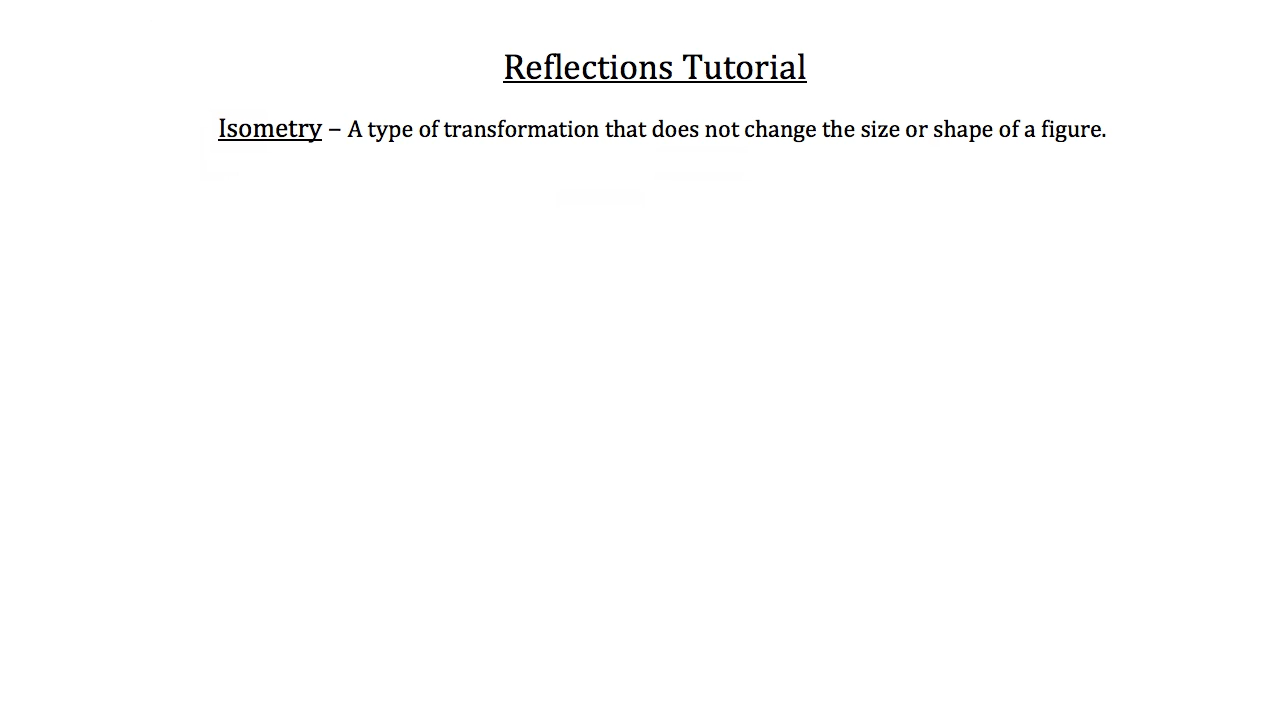 Reflections Tutorial
Isometry – A type of transformation that does not change the size or shape of a figure.